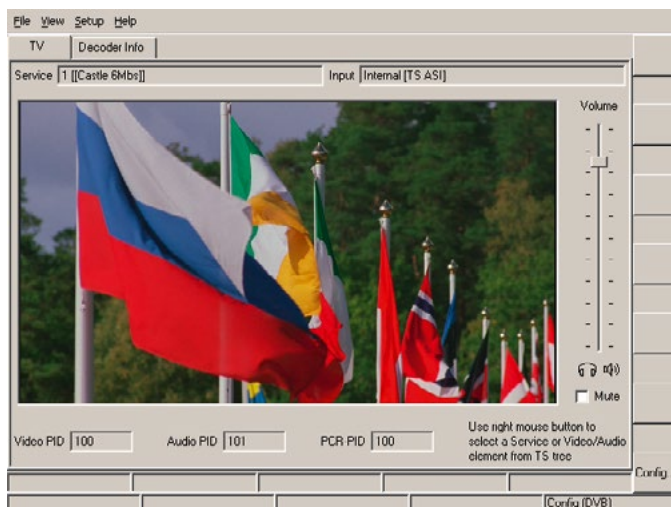 File View Setup Help
TV Decoder Info
Service 1 [[Castle 6Mbs]] Input Internal [TS ASI]
Volume
Mute
Video PID 100 Audio PID 101 PCR PID 100
Use right mouse button to
select a Service or Video/Audio
element from TS tree
Config
Config (DVB)